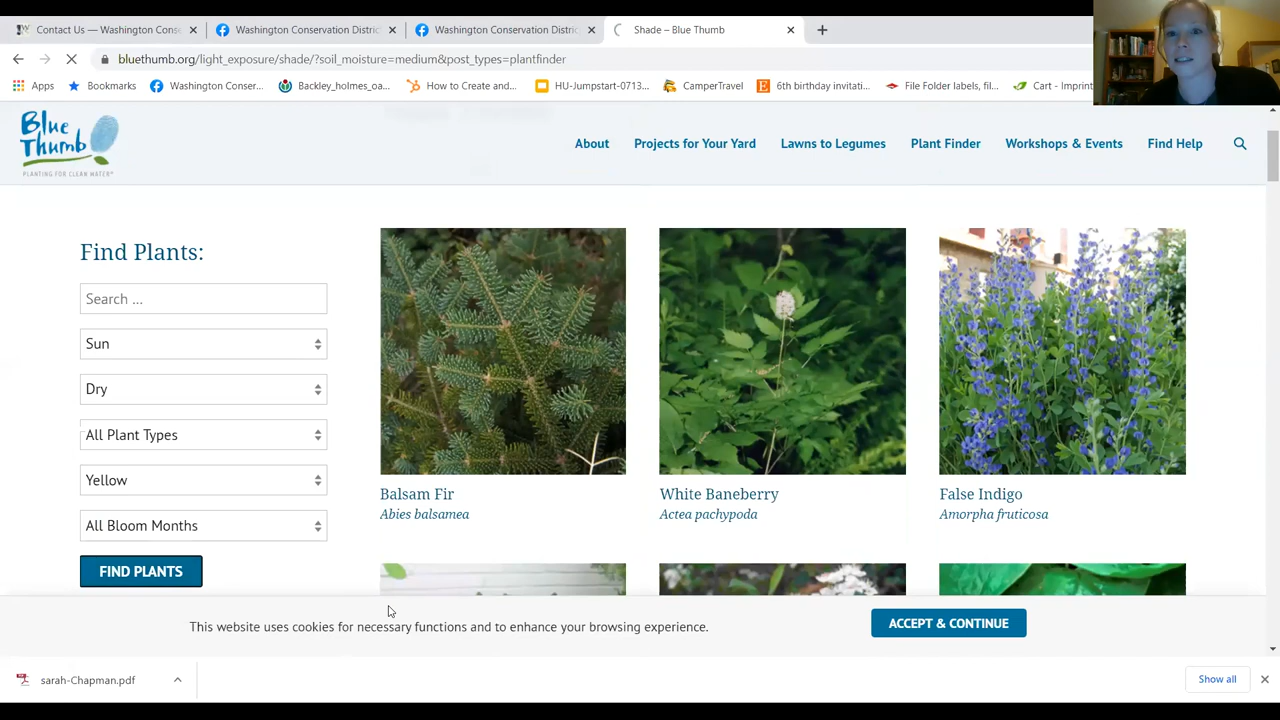 Contact Us — Washington Conse
Washington Conservation Distric
Washington Conservation Distric
Shade – Blue Thumb
bluethumb.org/light_exposure/shade/?soil_moisture=medium&post_types=plantfinder
Apps
Bookmarks
Washington Conser...
Backley_holmes_oa...
How to Create and...
HU-Jumpstart-0713...
CamperTravel
6th birthday invitati...
File Folder labels, fil...
Cart - Imprint
Blue
Thumb
PLANTING FOR CLEAN WATER
About
Projects for Your Yard
Lawns to Legumes
Plant Finder
Workshops & Events
Find Help
Find Plants:
Search ...
Sun
Dry
All Plant Types
Yellow
All Bloom Months
FIND PLANTS
Balsam Fir
Abies balsamea
White Baneberry
Actea pachypoda
False Indigo
Amorpha fruticosa
This website uses cookies for necessary functions and to enhance your browsing experience.
ACCEPT & CONTINUE
sarah-Chapman.pdf
Show all